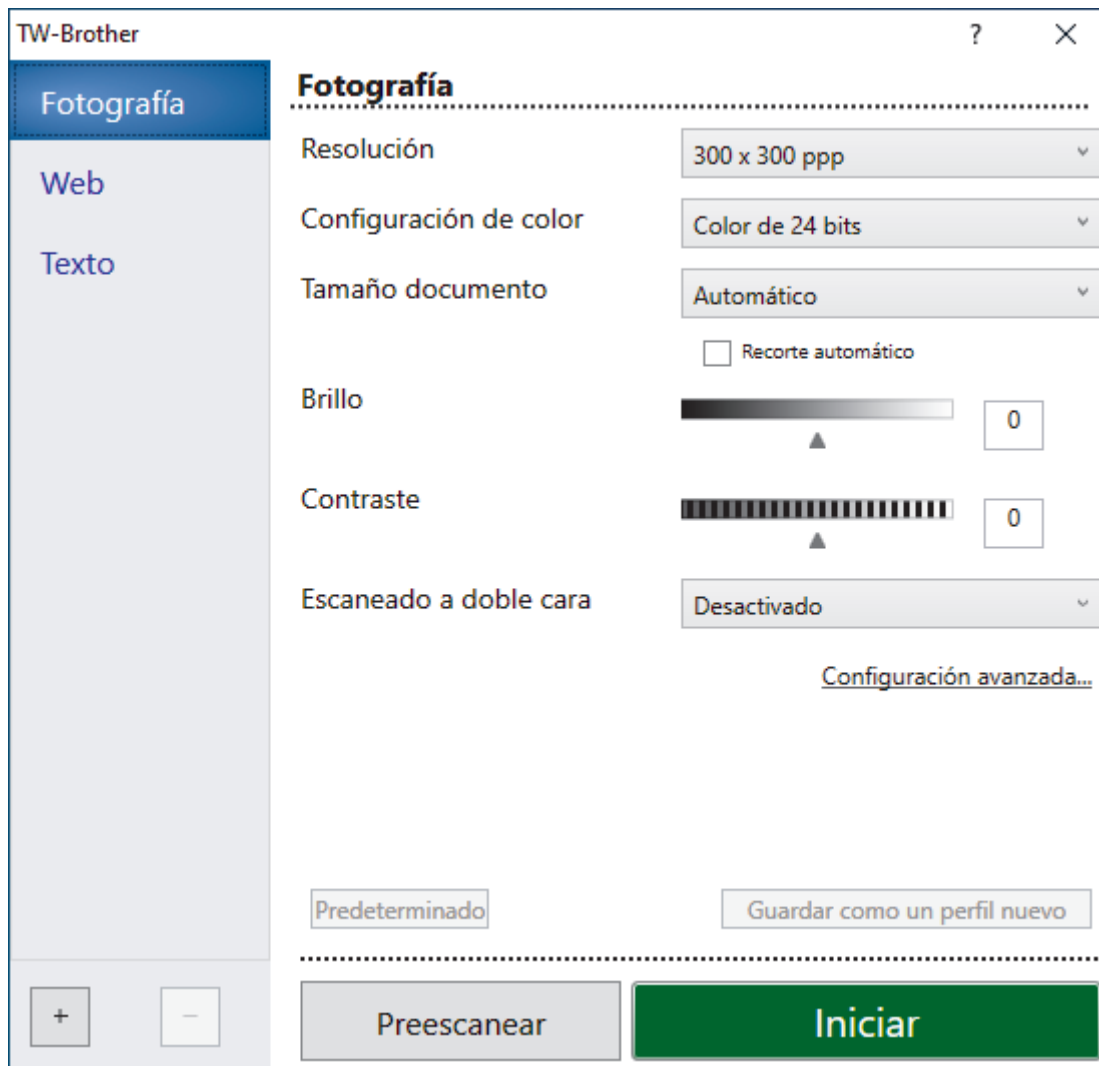 TW-Brother
?
Fotografía
Web
Texto
Fotografía
Resolución
300 x 300 ppp
Configuración de color
Color de 24 bits
Tamaño documento
Automático
Recorte automático
Brillo
0
Contraste
0
Escaneado a doble cara
Desactivado
Configuración avanzada...
Predeterminado
Guardar como un perfil nuevo
+
−
Preescanear
Iniciar